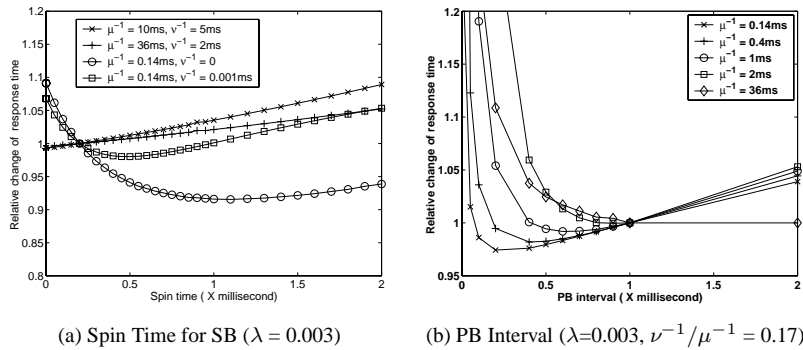 1.2
1.15
1.1
1.05
1
0.95
0.9
0.85
0.8
0
0.5
1
1.5
2
Relative change of response time
Spin time ( X millisecond)
μ⁻¹ = 10ms, ν⁻¹ = 5ms
μ⁻¹ = 36ms, ν⁻¹ = 2ms
μ⁻¹ = 0.14ms, ν⁻¹ = 0
μ⁻¹ = 0.14ms, ν⁻¹ = 0.001ms
(a) Spin Time for SB (λ = 0.003)
1.2
1.15
1.1
1.05
1
0.95
0
0.5
1
1.5
2
Relative change of response time
PB interval ( X millisecond)
μ⁻¹ = 0.14ms
μ⁻¹ = 0.4ms
μ⁻¹ = 1ms
μ⁻¹ = 2ms
μ⁻¹ = 36ms
(b) PB Interval (λ=0.003, ν⁻¹/μ⁻¹ = 0.17)